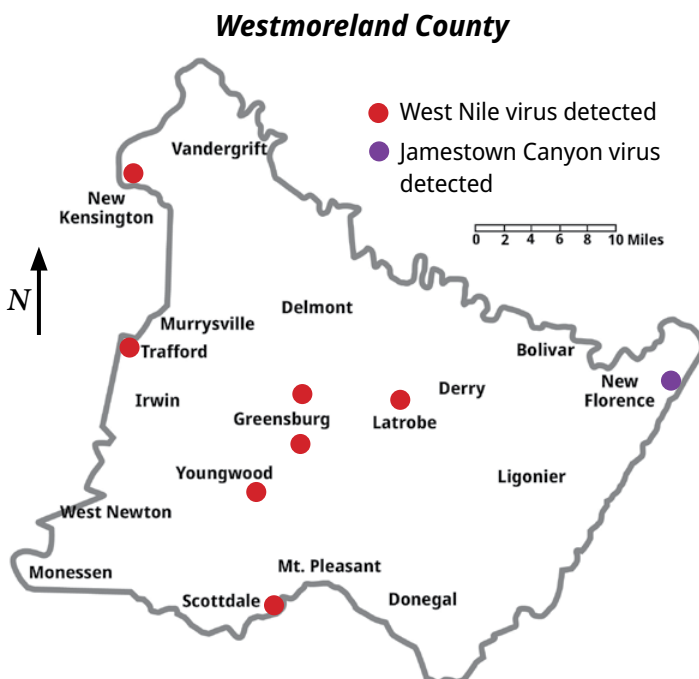 Westmoreland County
West Nile virus detected
Jamestown Canyon virus
detected
Vandergrift
New
Kensington
0 2 4 6 8 10 Miles
N
Delmont
Murrysville
Trafford
Bolivar
New
Florence
Derry
Irwin
Greensburg
Latrobe
Youngwood
Ligonier
West Newton
Mt. Pleasant
Monessen
Scottdale
Donegal